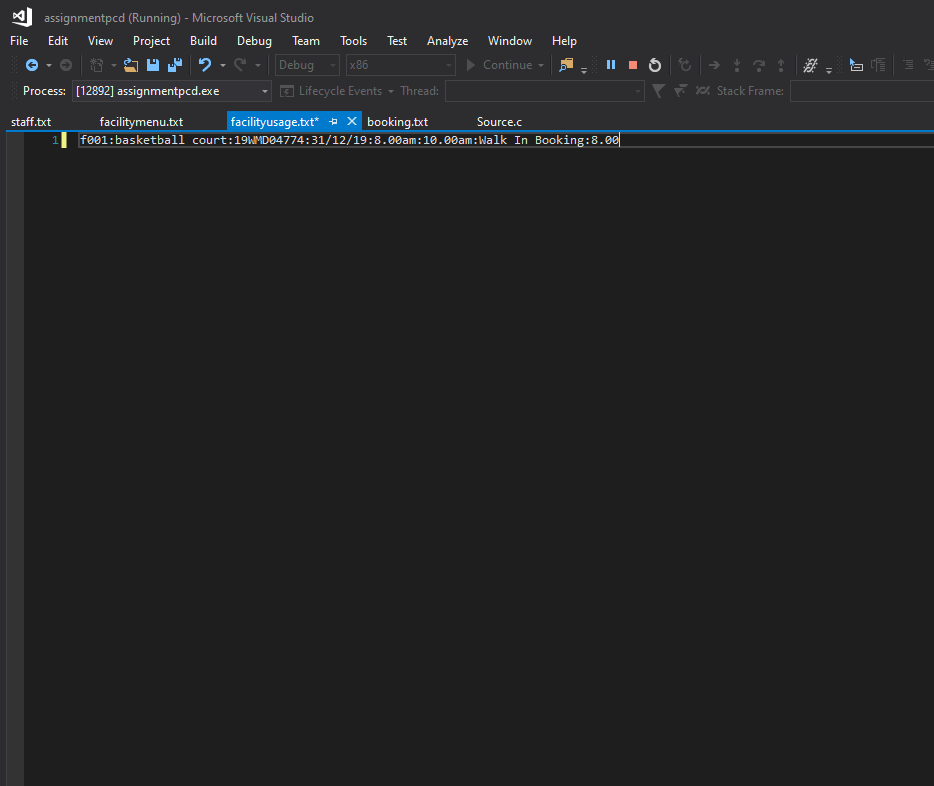 assignmentpcd (Running) - Microsoft Visual Studio
File Edit View Project Build Debug Team Tools Test Analyze Window Help
Debug x86 Continue
Process: [12892] assignmentpcd.exe Lifecycle Events Thread: Stack Frame:
staff.txt facilitymenu.txt facilityusage.txt* booking.txt Source.c
1 f001:basketball court:19WMD04774:31/12/19:8.00am:10.00am:Walk In Booking:8.00